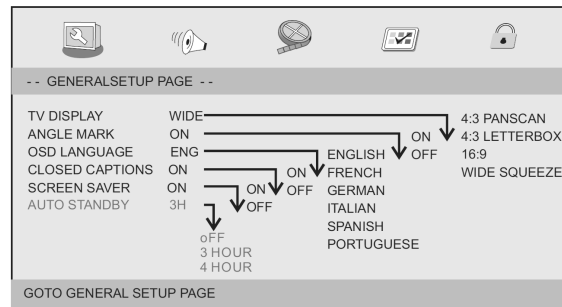 -- GENERALSETUP PAGE --
TV DISPLAY WIDE
ANGLE MARK ON
OSD LANGUAGE ENG
CLOSED CAPTIONS ON
SCREEN SAVER ON
AUTO STANDBY 3H
4:3 PANSCAN
4:3 LETTERBOX
16:9
WIDE SQUEEZE
ON
OFF
ENGLISH
FRENCH
GERMAN
ITALIAN
SPANISH
PORTUGUESE
ON
OFF
ON
OFF
oFF
3 HOUR
4 HOUR
GOTO GENERAL SETUP PAGE